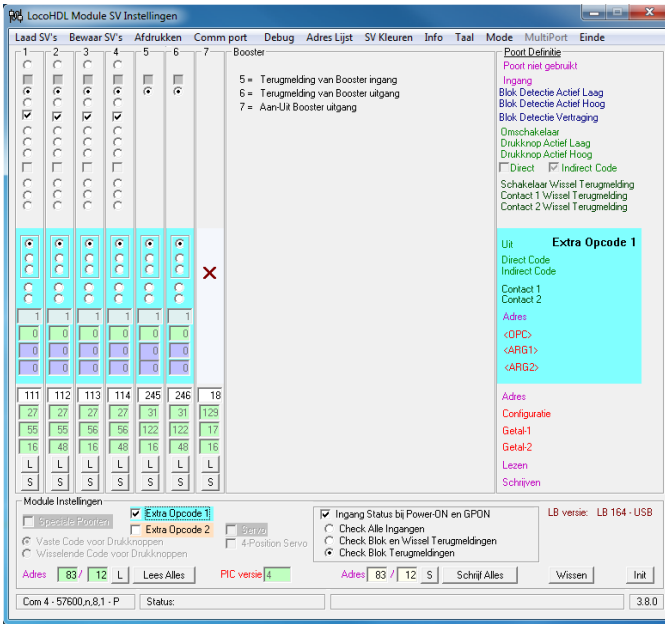 LocoHDL Module SV Instellingen
Laad SV's Bewaar SV's Afdrukken Comm port Debug Adres Lijst SV Kleuren Info Taal Mode MultiPort Einde
1 2 3 4 5 6 7 Booster
5 = Terugmelding van Booster ingang
6 = Terugmelding van Booster uitgang
7 = Aan-Uit Booster uitgang
Poort Definitie
Poort niet gebruikt
Ingang
Blok Detectie Actief Laag
Blok Detectie Actief Hoog
Blok Detectie Vertraging
Omschakelaar
Drukknop Actief Laag
Drukknop Actief Hoog
Direct Indirect Code
Schakelaar Wissel Terugmelding
Contact 1 Wissel Terugmelding
Contact 2 Wissel Terugmelding
Uit Extra Opcode 1
Direct Code
Indirect Code
Contact 1
Contact 2
1 1 1 1 1 1 Adres
0 0 0 0 0 0 <OPC>
0 0 0 0 0 0 <ARG1>
0 0 0 0 0 0 <ARG2>
111 112 113 114 245 246 18 Adres
27 27 27 27 31 31 129 Configuratie
55 55 56 56 122 122 17 Getal-1
16 48 16 48 16 48 16 Getal-2
L L L L L L L Lezen
S S S S S S S Schrijven
Module Instellingen
Speciale Poorten
Extra Opcode 1
Extra Opcode 2
Vaste Code voor Drukknoppen
Wisselende Code voor Drukknoppen
Servo
4-Position Servo
Ingang Status bij Power-ON en GPON
Check Alle Ingangen
Check Blok en Wissel Terugmeldingen
Check Blok Terugmeldingen
LB versie: LB 164 - USB
Adres 83 / 12 L Lees Alles PIC versie 4 Adres 83 / 12 S Schrijf Alles Wissen Init
Com 4 - 57600,n,8,1 - P Status: 3.8.0